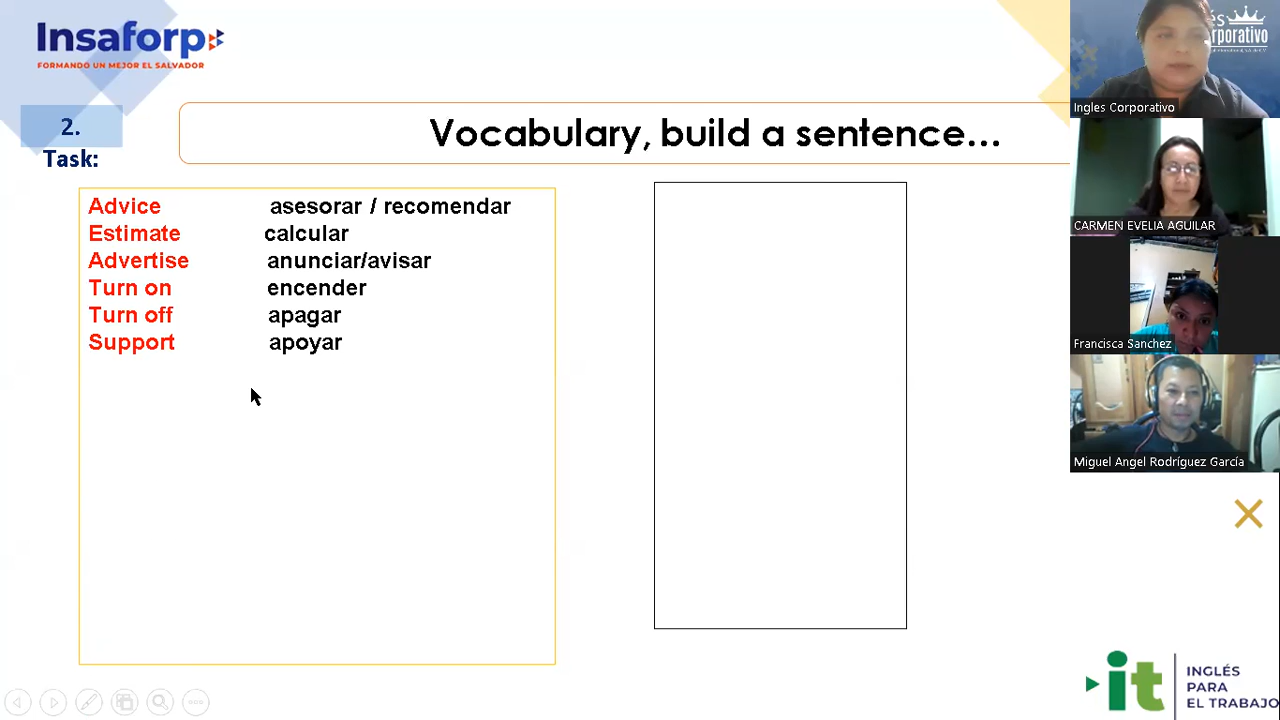 Insaforp
FORMANDO UN MEJOR EL SALVADOR
2.
Task:
Vocabulary, build a sentence...
Advice asesorar / recomendar
Estimate calcular
Advertise anunciar/avisar
Turn on encender
Turn off apagar
Support apoyar
Ingles Corporativo
CARMEN EVELIA AGUILAR
Francisca Sanchez
Miguel Angel Rodríguez García
it
INGLÉS
PARA
EL TRABAJO